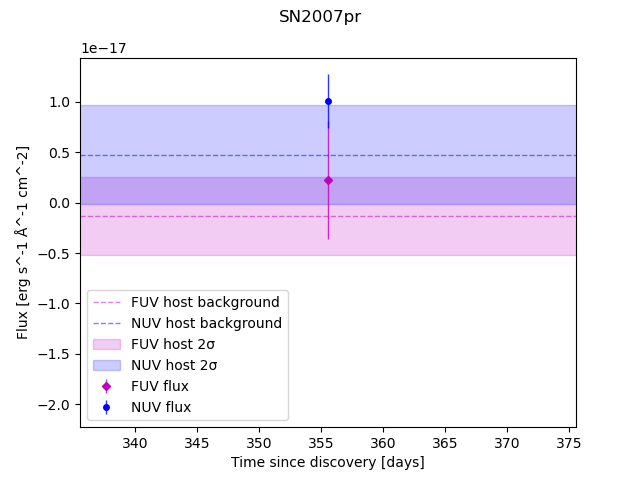 SN2007pr
1e−17
1.0
0.5
0.0
−0.5
−1.0
−1.5
−2.0
Flux [erg s^-1 Å^-1 cm^-2]
FUV host background
NUV host background
FUV host 2σ
NUV host 2σ
FUV flux
NUV flux
340 345 350 355 360 365 370 375
Time since discovery [days]